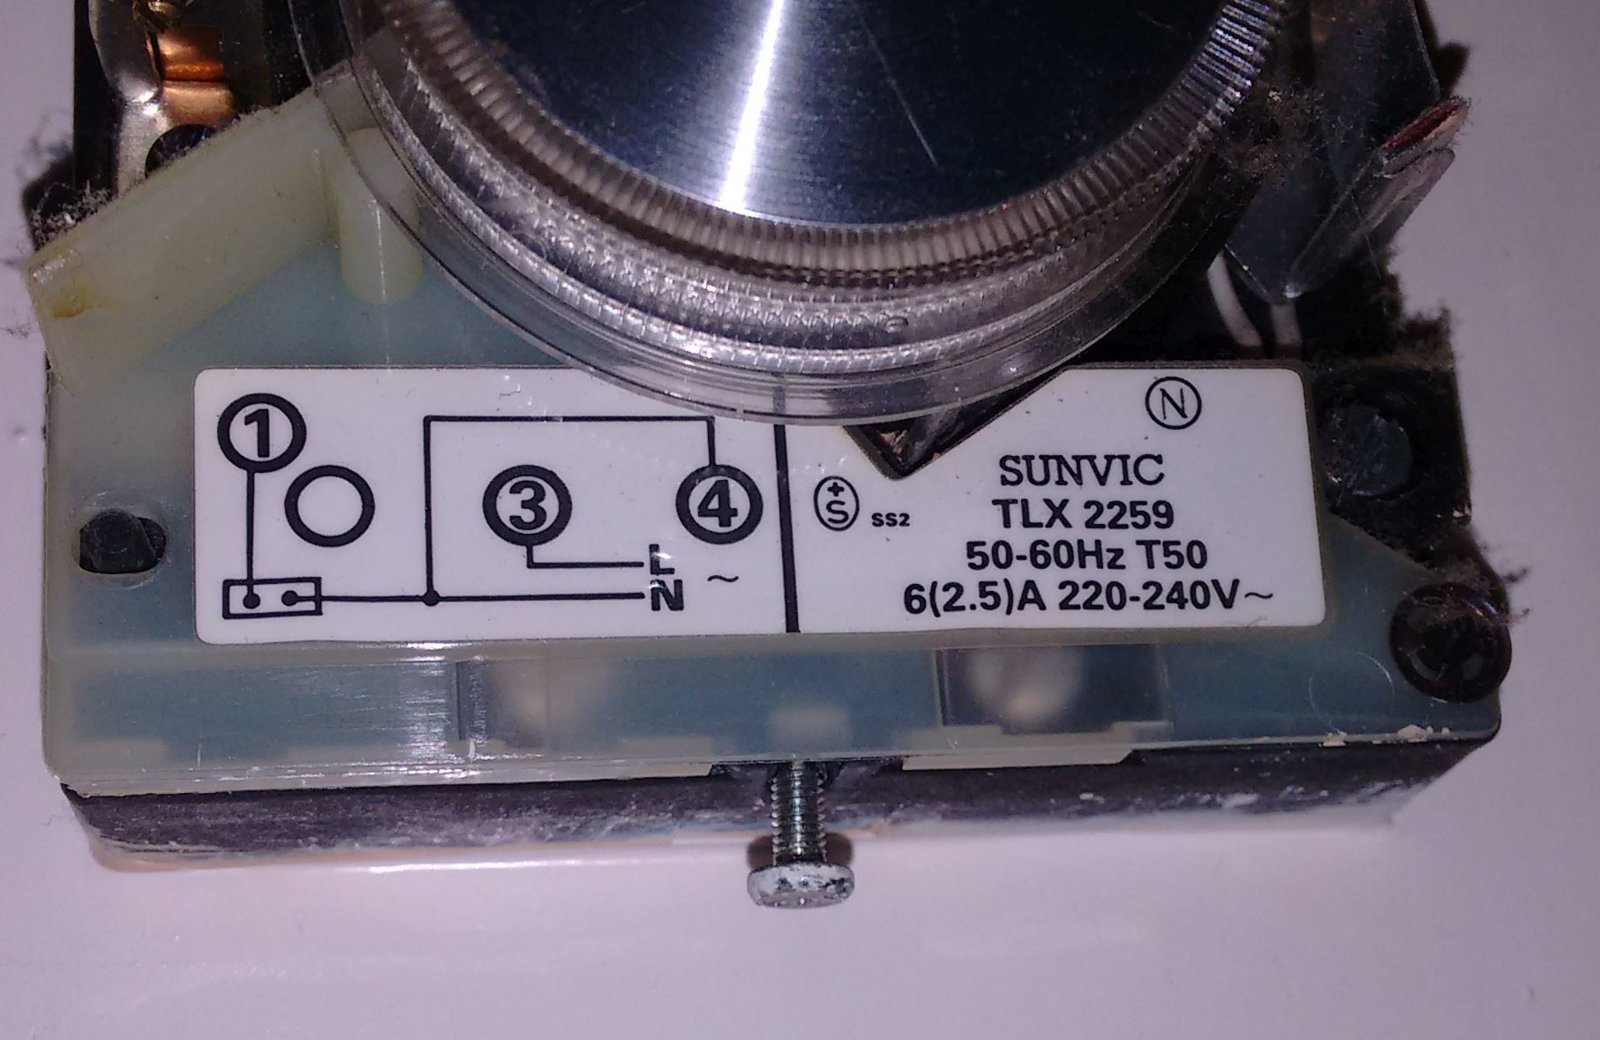 1
3
4
L
N ~
N
+
S SS2
SUNVIC
TLX 2259
50-60Hz T50
6(2.5)A 220-240V~